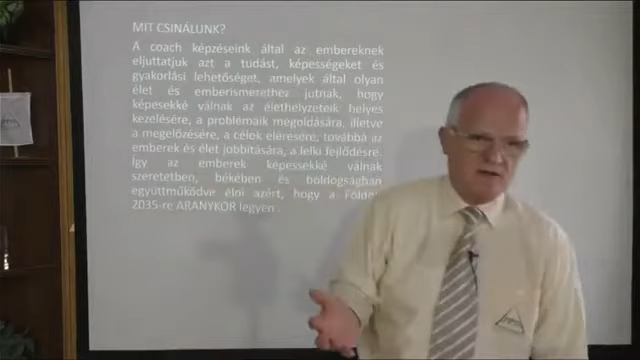 MIT CSINÁLUNK?
A coach képzéseink által az embereknek
eljuttatjuk azt a tudást, képességeket és
gyakorlási lehetőséget, amelyek által olyan
élet és emberismerethez jutnak, hogy
képesekké válnak az élethelyzeteik helyes
kezelésére, a problémáik megoldására, illetve
a megelőzésére, a célok elérésére, továbbá az
emberek és élet jobbítására, a lelki fejlődésre.
Így az emberek képessekké válnak
szeretetben, békében és boldogságban
együttműködve élni azért, hogy a Földön
2035-re ARANYKOR legyen